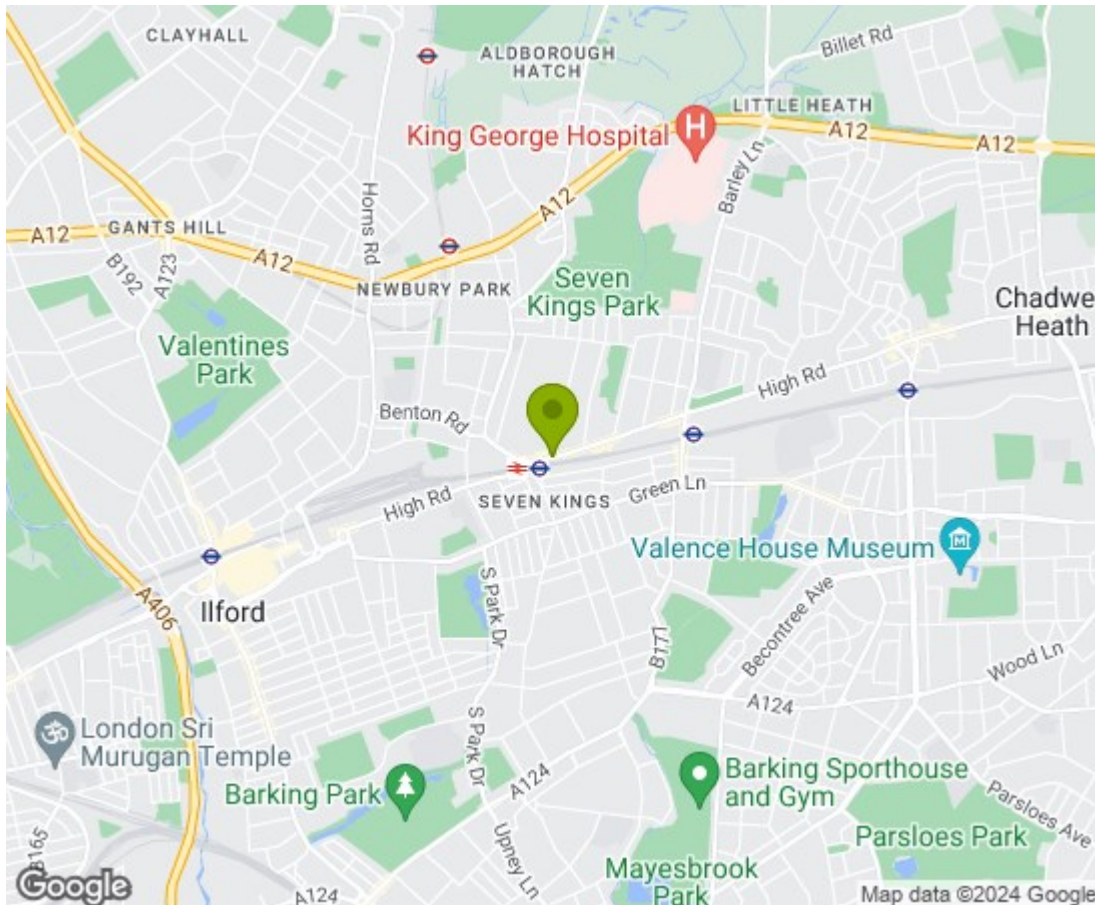 CLAYHALL
ALDBOROUGH
HATCH
Billet Rd
LITTLE HEATH
King George Hospital
H
A12
A12
Barley Ln
Horns Rd
A12
GANTS HILL
A12
A12
B192
A123
NEWBURY PARK
Seven
Kings Park
Chadwe
Heath
Valentines
Park
High Rd
Benton Rd
High Rd
SEVEN KINGS
Green Ln
Valence House Museum
M
A406
Ilford
S Park Dr
B177
Becontree Ave
Wood Ln
A124
London Sri
Murugan Temple
S Park Dr
A124
Barking Park
Barking Sporthouse
and Gym
Parsloes Ave
Parsloes Park
B165
Upney Ln
Mayesbrook
Park
A124
Google
Map data ©2024 Google